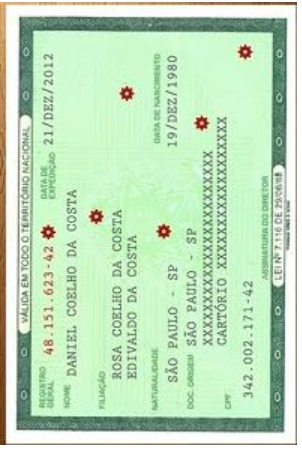 VÁLIDA EM TODO O TERRITÓRIO NACIONAL
REGISTRO GERAL 48.151.623-42 DATA DE EXPEDIÇÃO 21/DEZ/2012
NOME DANIEL COELHO DA COSTA
FILIAÇÃO
ROSA COELHO DA COSTA
EDIVALDO DA COSTA
NATURALIDADE DATA DE NASCIMENTO
SÃO PAULO - SP 19/DEZ/1980
DOC. ORIGEM SÃO PAULO - SP
XXXXXXXXXXXXXXXXXXXXX
CARTÓRIO XXXXXXXXXXXXXXXXX
CPF
342.002.171-42
ASSINATURA DO DIRETOR
LEI Nº 7.116 DE 29/08/83